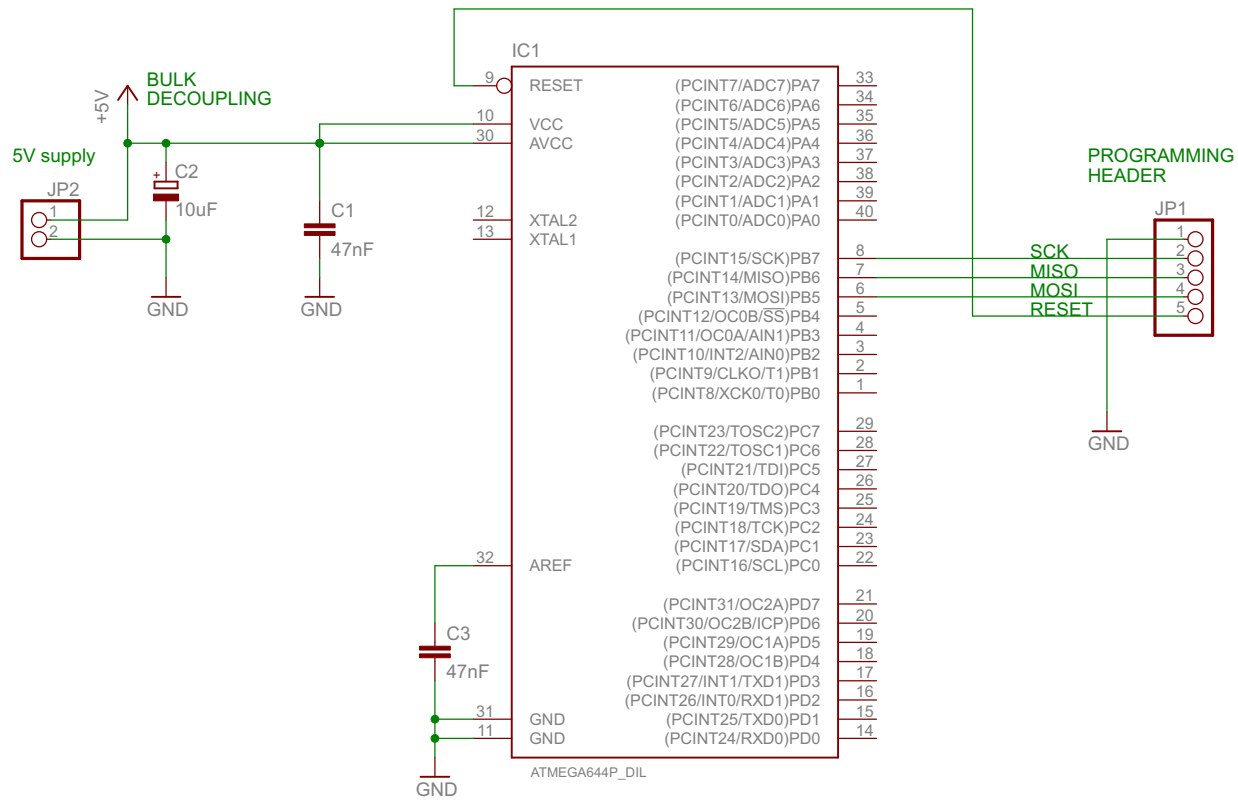 IC1
BULK
DECOUPLING
+5V
5V supply
JP2
1
2
+
C2
10uF
GND
C1
47nF
GND
9
RESET
10
VCC
30
AVCC
12
XTAL2
13
XTAL1
32
AREF
C3
47nF
31
GND
11
GND
GND
(PCINT7/ADC7)PA7 33
(PCINT6/ADC6)PA6 34
(PCINT5/ADC5)PA5 35
(PCINT4/ADC4)PA4 36
(PCINT3/ADC3)PA3 37
(PCINT2/ADC2)PA2 38
(PCINT1/ADC1)PA1 39
(PCINT0/ADC0)PA0 40
(PCINT15/SCK)PB7 8
(PCINT14/MISO)PB6 7
(PCINT13/MOSI)PB5 6
(PCINT12/OC0B/SS)PB4 5
(PCINT11/OC0A/AIN1)PB3 4
(PCINT10/INT2/AIN0)PB2 3
(PCINT9/CLKO/T1)PB1 2
(PCINT8/XCK0/T0)PB0 1
(PCINT23/TOSC2)PC7 29
(PCINT22/TOSC1)PC6 28
(PCINT21/TDI)PC5 27
(PCINT20/TDO)PC4 26
(PCINT19/TMS)PC3 25
(PCINT18/TCK)PC2 24
(PCINT17/SDA)PC1 23
(PCINT16/SCL)PC0 22
(PCINT31/OC2A)PD7 21
(PCINT30/OC2B/ICP)PD6 20
(PCINT29/OC1A)PD5 19
(PCINT28/OC1B)PD4 18
(PCINT27/INT1/TXD1)PD3 17
(PCINT26/INT0/RXD1)PD2 16
(PCINT25/TXD0)PD1 15
(PCINT24/RXD0)PD0 14
ATMEGA644P_DIL
PROGRAMMING
HEADER
JP1
1
SCK 2
MISO 3
MOSI 4
RESET 5
GND